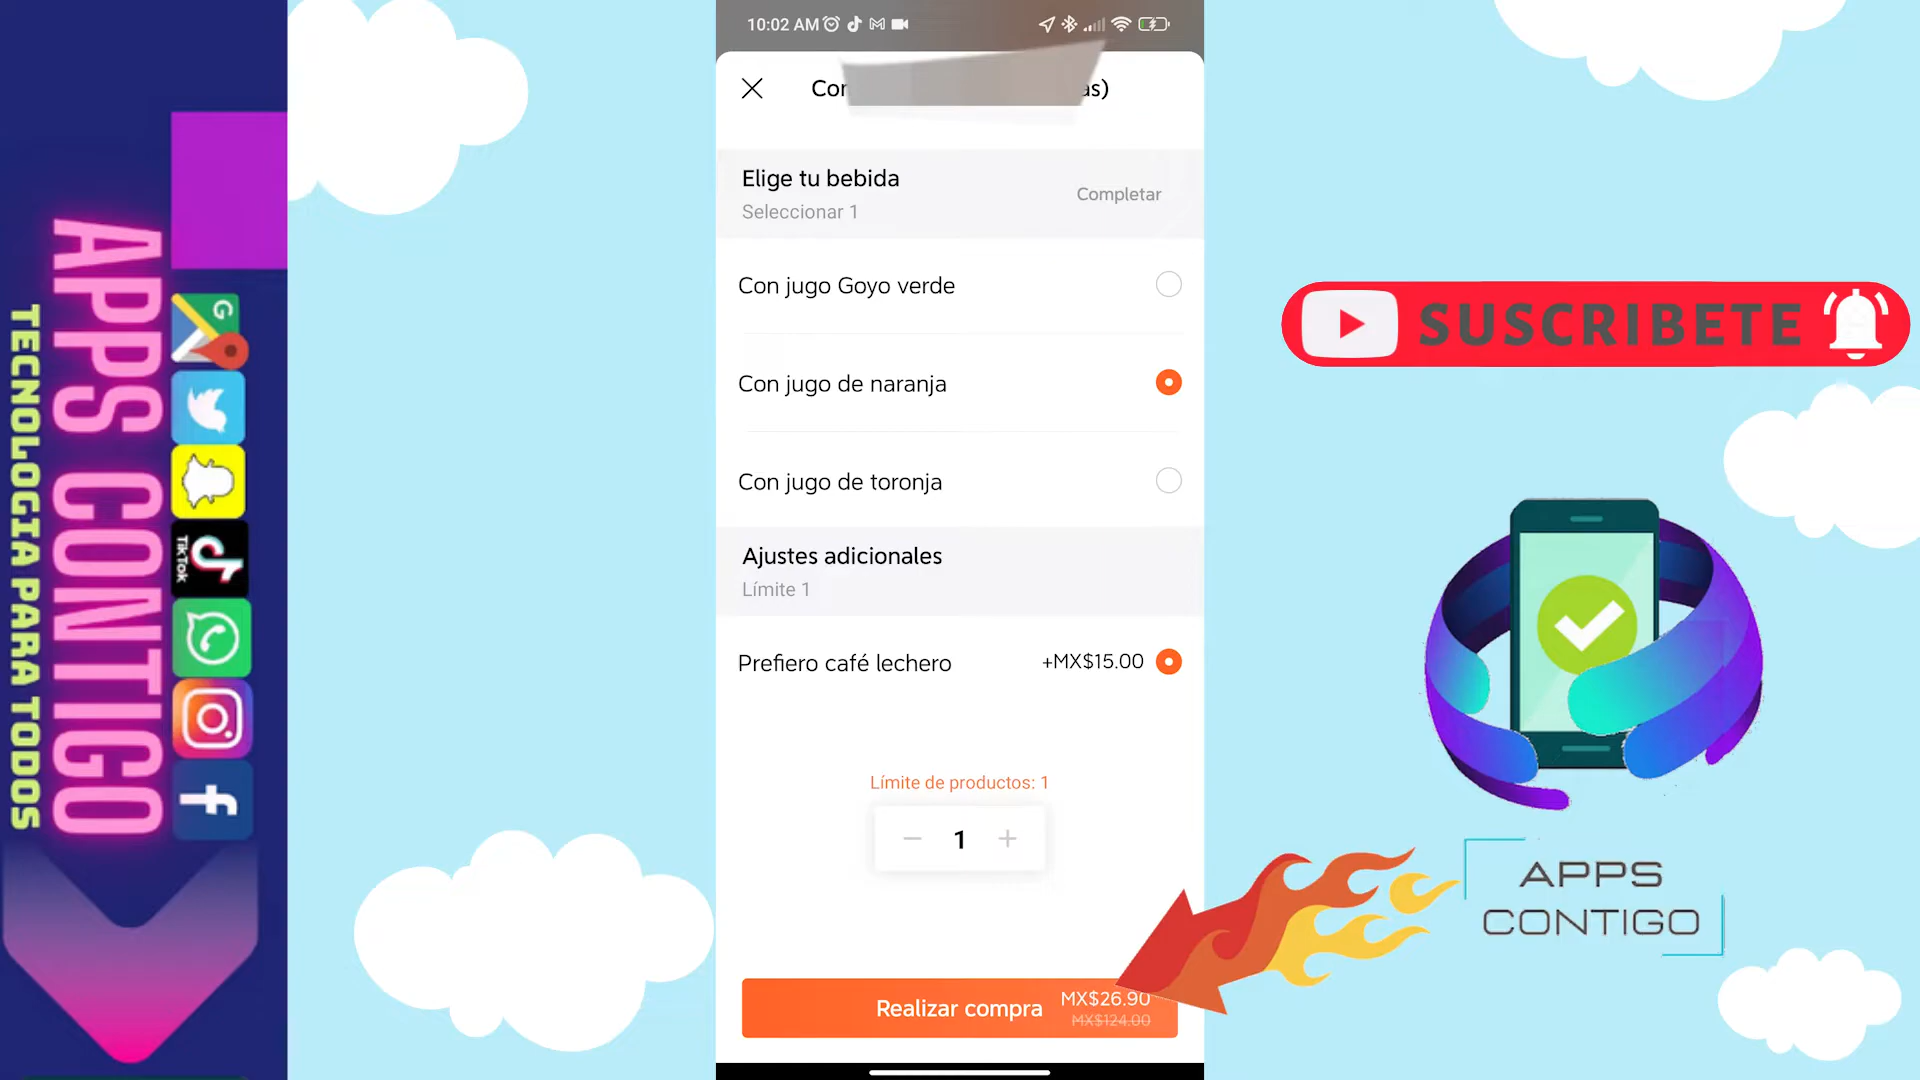 APPS CONTIGO
TECNOLOGIA PARA TODOS
G
TikTok
10:02 AM
Elige tu bebida
Seleccionar 1
Completar
Con jugo Goyo verde
Con jugo de naranja
Con jugo de toronja
Ajustes adicionales
Límite 1
Prefiero café lechero
+MX$15.00
Límite de productos: 1
1
Realizar compra
MX$26.90
MX$124.00
SUSCRIBETE
APPS
CONTIGO